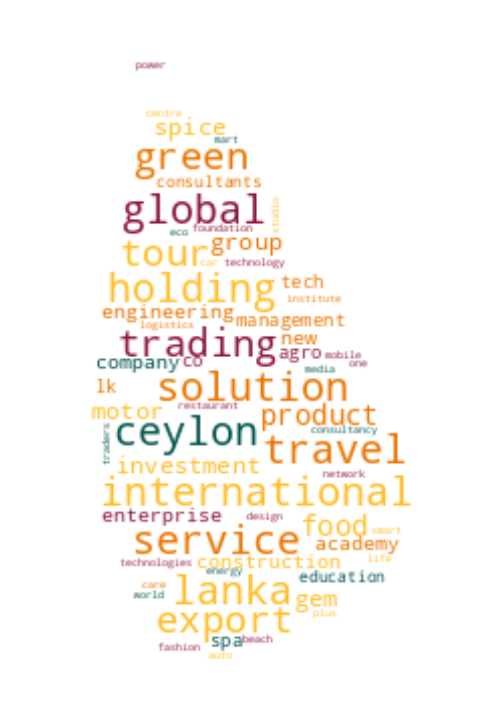 power
centre
spice
mart
green
consultants
global
studio
foundation
eco
group
tour
car technology
holding tech
institute
engineering
logistics management
trading new
agro mobile
company co one
media
lk solution
motor restaurant product
ceylon consultancy
traders travel
investment
network
international
enterprise design
food smart
service academy
technologies construction life
energy education
care
world lanka gem
export plus
spa beach
fashion
auto